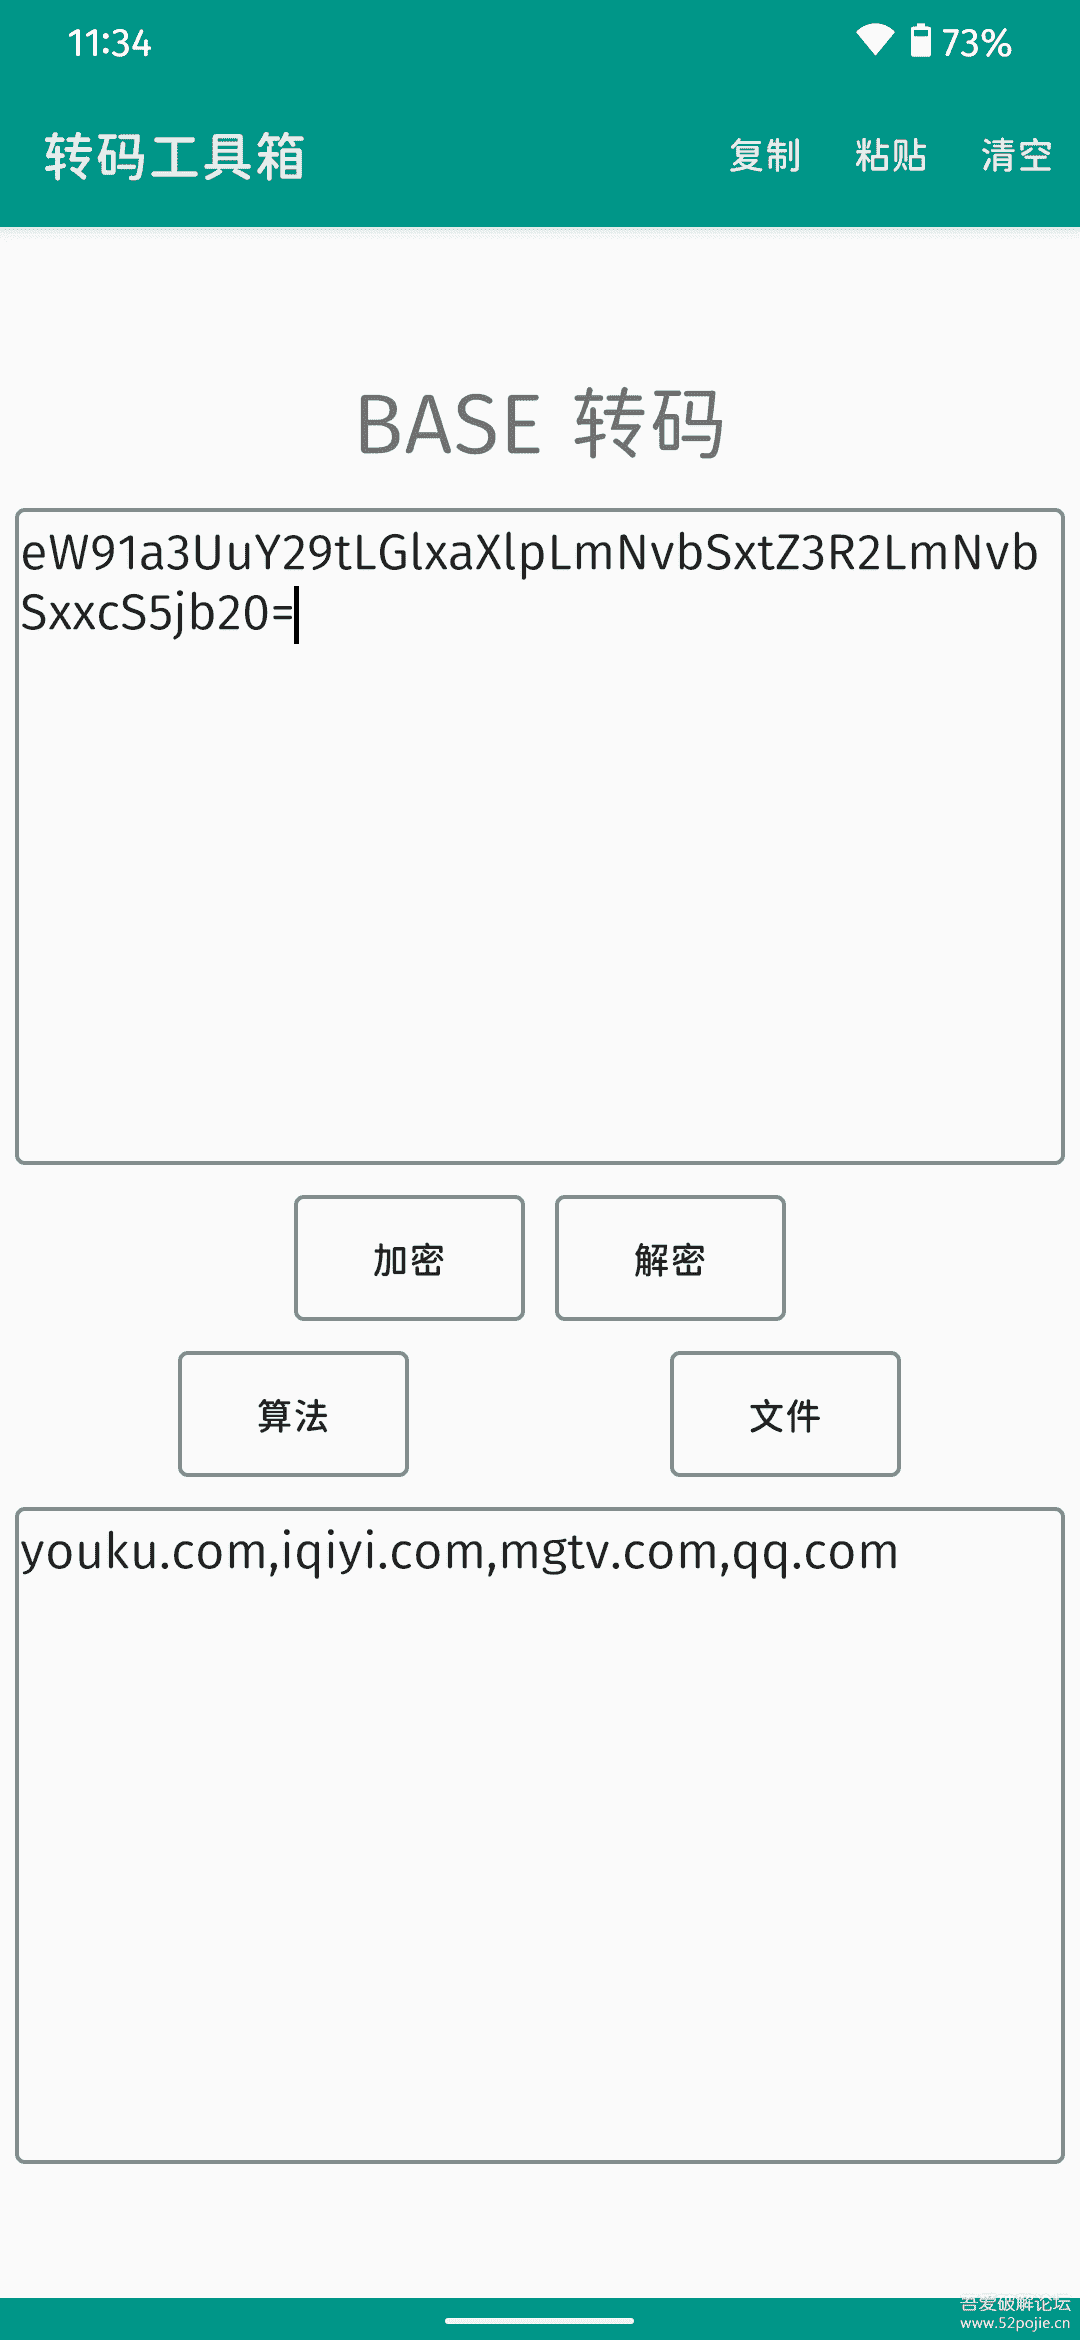 11:34
73%
转码工具箱
复制 粘贴 清空
BASE 转码
eW91a3UuY29tLGlxaXlpLmNvbSxtZ3R2LmNvb
SxxcS5jb20=
加密 解密
算法 文件
youku.com,iqiyi.com,mgtv.com,qq.com
吾爱破解论坛
www.52pojie.cn